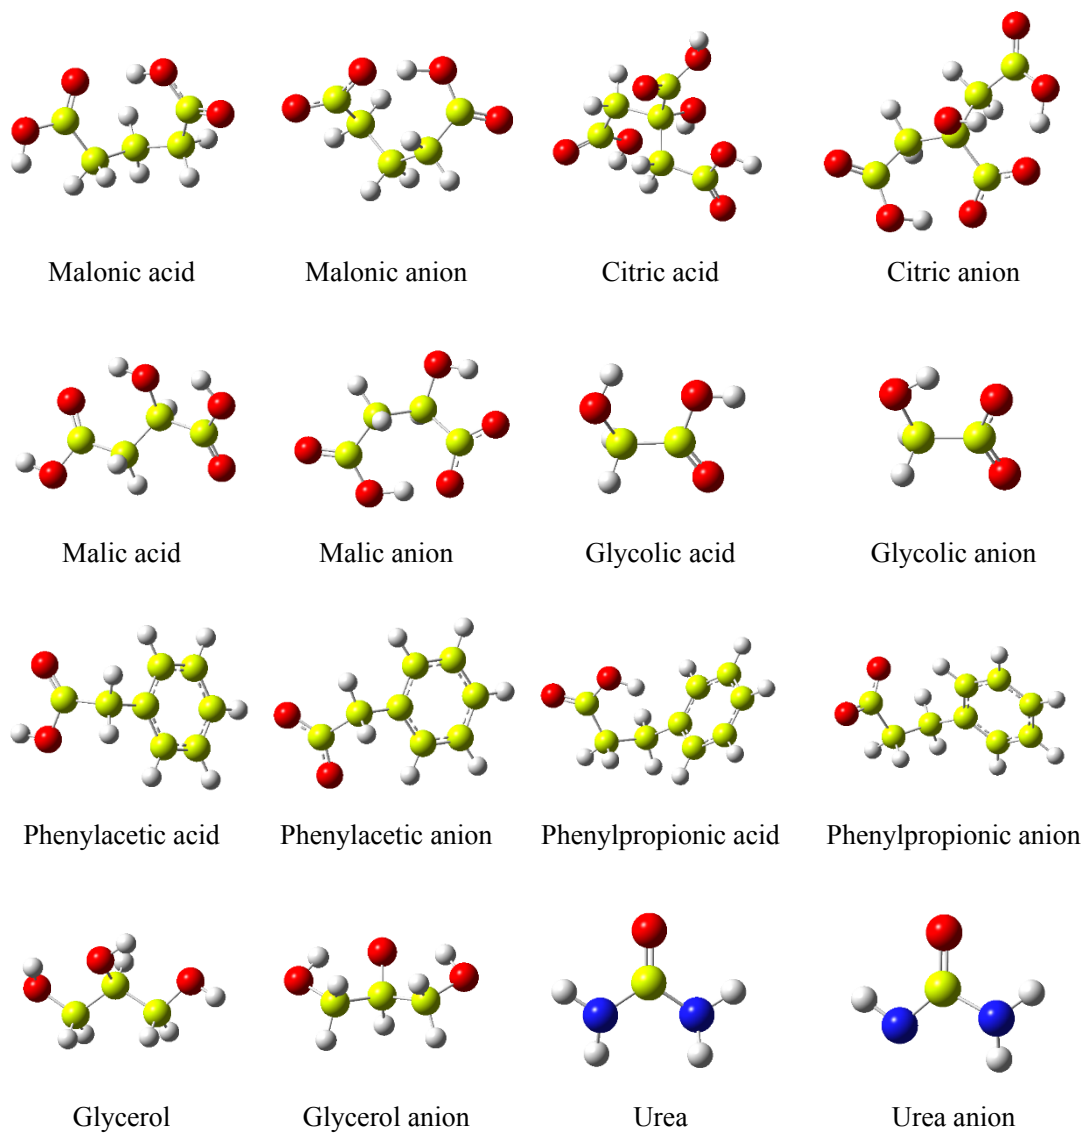 Malonic acid Malonic anion Citric acid Citric anion
Malic acid Malic anion Glycolic acid Glycolic anion
Phenylacetic acid Phenylacetic anion Phenylpropionic acid Phenylpropionic anion
Glycerol Glycerol anion Urea Urea anion